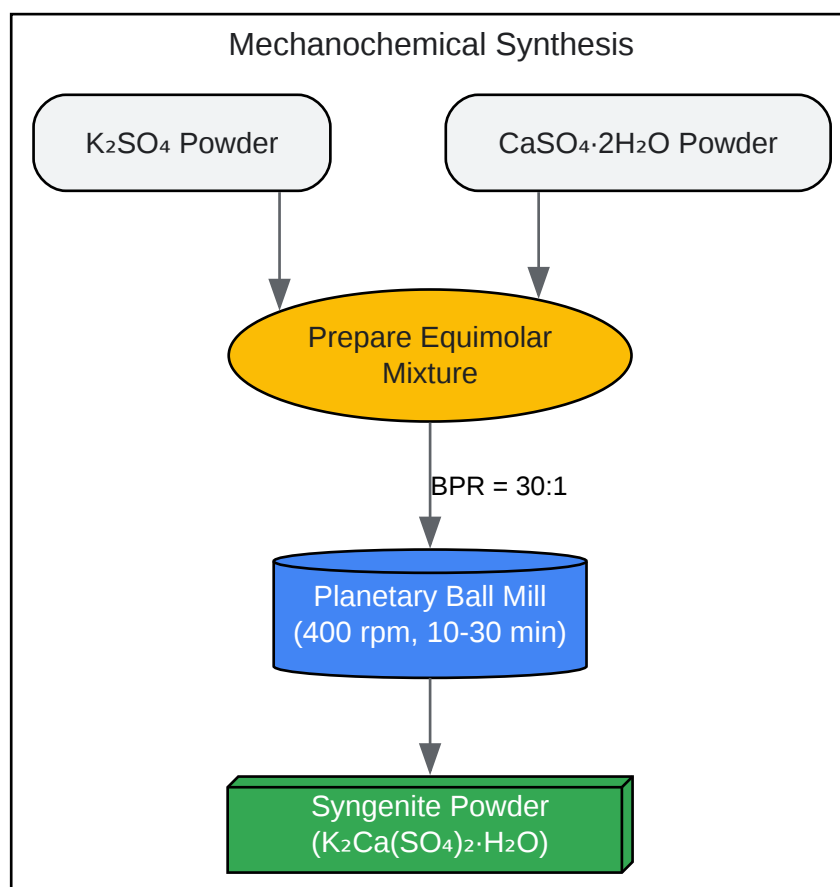 Mechanochemical Synthesis
K₂SO₄ Powder
CaSO₄·2H₂O Powder
Prepare Equimolar
Mixture
BPR = 30:1
Planetary Ball Mill
(400 rpm, 10-30 min)
Syngenite Powder
(K₂Ca(SO₄)₂·H₂O)